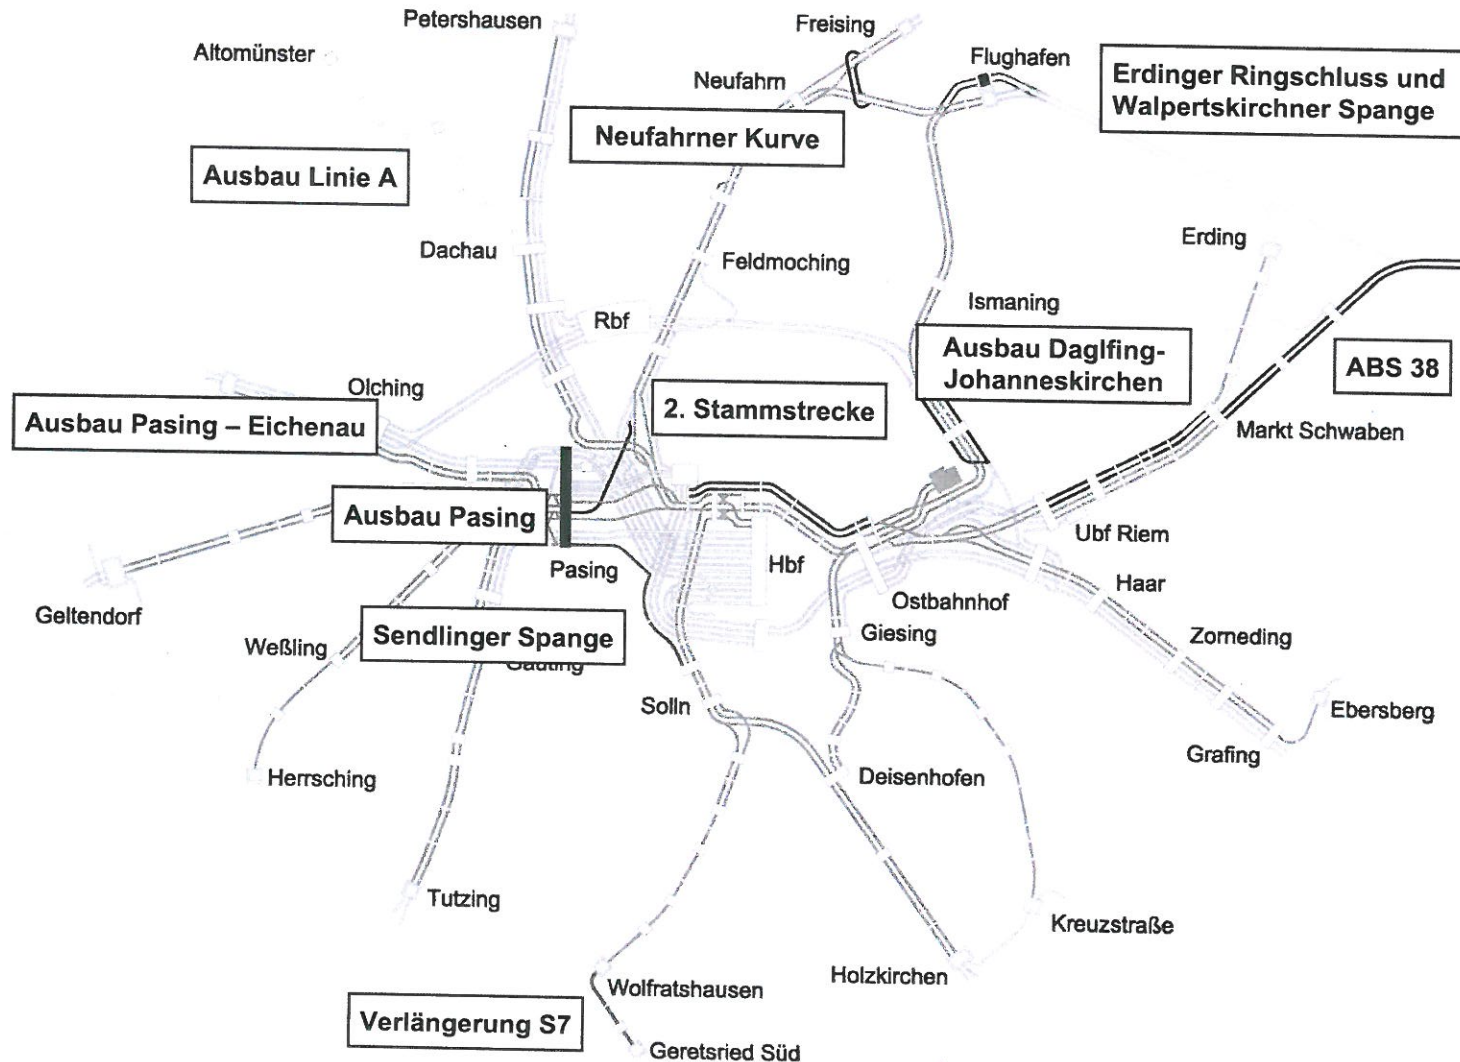 Petershausen
Freising
Altomünster
Flughafen
Neufahrn
Erdinger Ringschluss und
Walpertskirchner Spange
Neufahrner Kurve
Ausbau Linie A
Erding
Dachau
Feldmoching
Ismaning
Rbf
Ausbau Daglfing-
Johanneskirchen
ABS 38
Olching
2. Stammstrecke
Ausbau Pasing – Eichenau
Markt Schwaben
Ausbau Pasing
Ubf Riem
Pasing
Hbf
Haar
Geltendorf
Ostbahnhof
Giesing
Zorneding
Weßling
Sendlinger Spange
Gauting
Solln
Ebersberg
Grafing
Herrsching
Deisenhofen
Tutzing
Kreuzstraße
Holzkirchen
Wolfratshausen
Verlängerung S7
Geretsried Süd